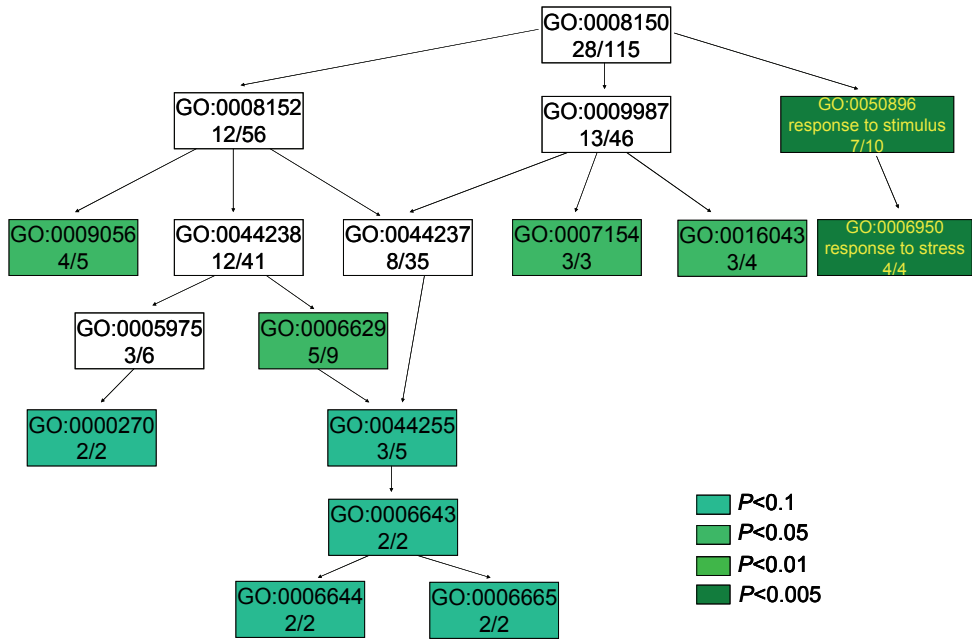 GO:0008150
28/115
GO:0008152
12/56
GO:0009987
13/46
GO:0050896
response to stimulus
7/10
GO:0009056
4/5
GO:0044238
12/41
GO:0044237
8/35
GO:0007154
3/3
GO:0016043
3/4
GO:0006950
response to stress
4/4
GO:0005975
3/6
GO:0006629
5/9
GO:0000270
2/2
GO:0044255
3/5
GO:0006643
2/2
GO:0006644
2/2
GO:0006665
2/2
P<0.1
P<0.05
P<0.01
P<0.005